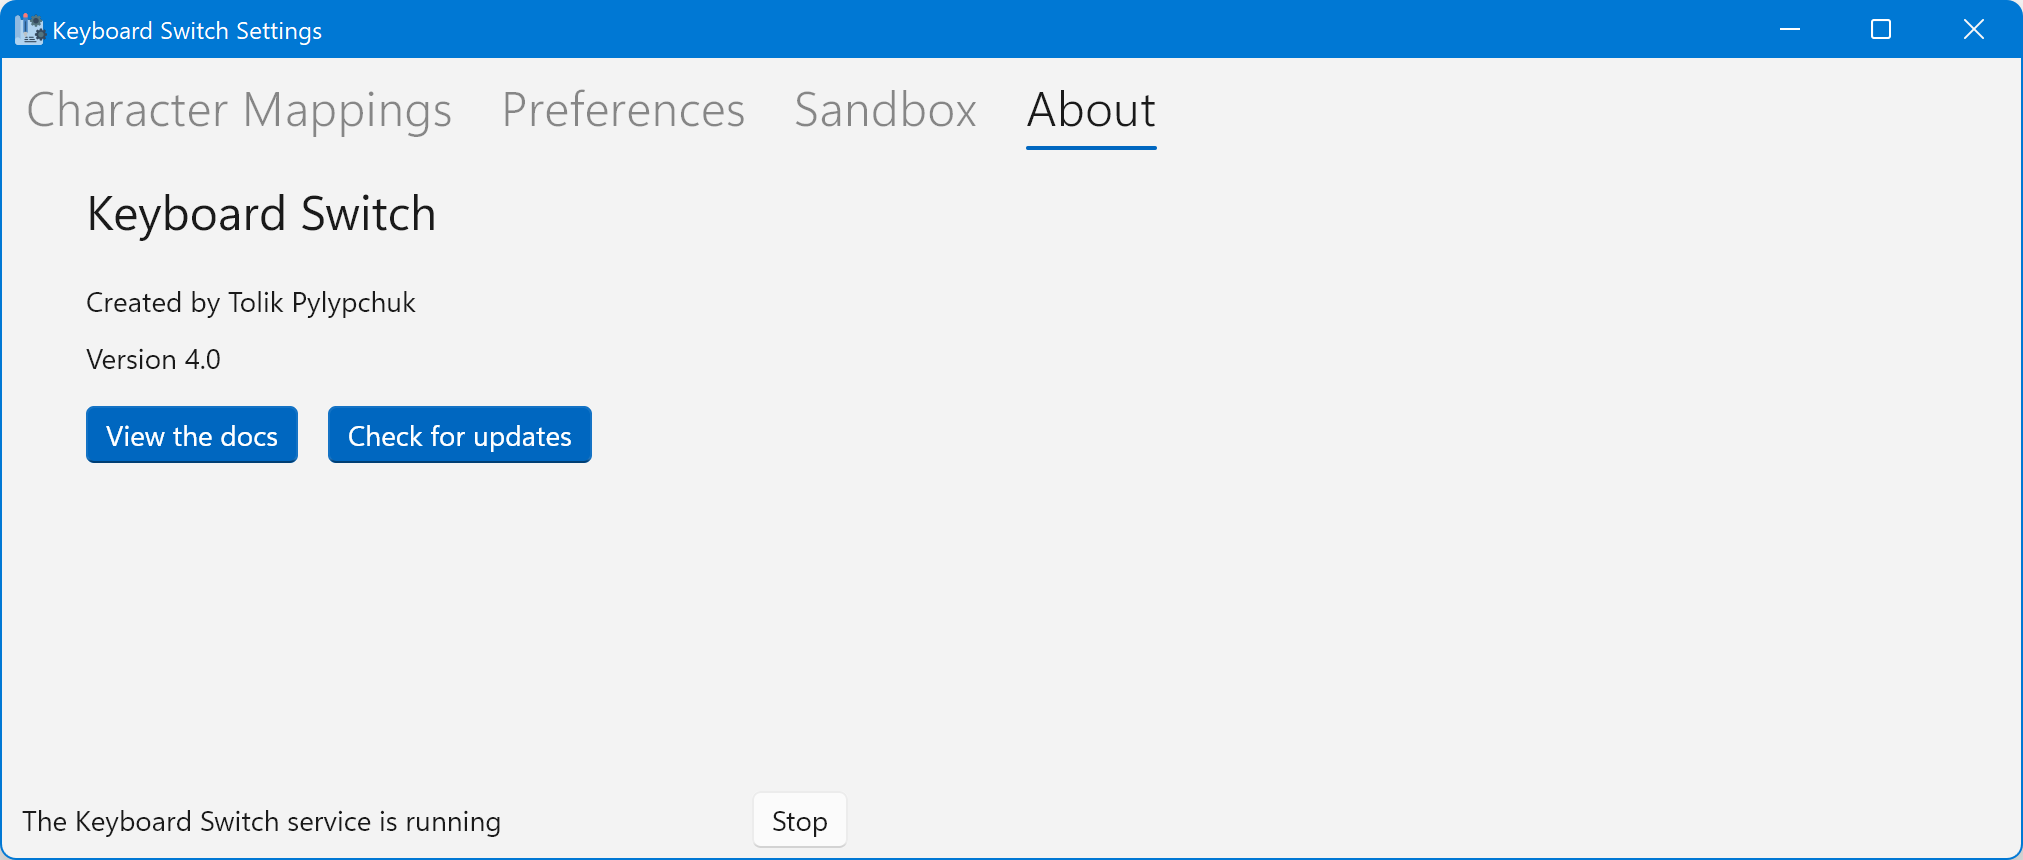 Keyboard Switch Settings
Character Mappings Preferences Sandbox About
Keyboard Switch
Created by Tolik Pylypchuk
Version 4.0
View the docs Check for updates
The Keyboard Switch service is running Stop